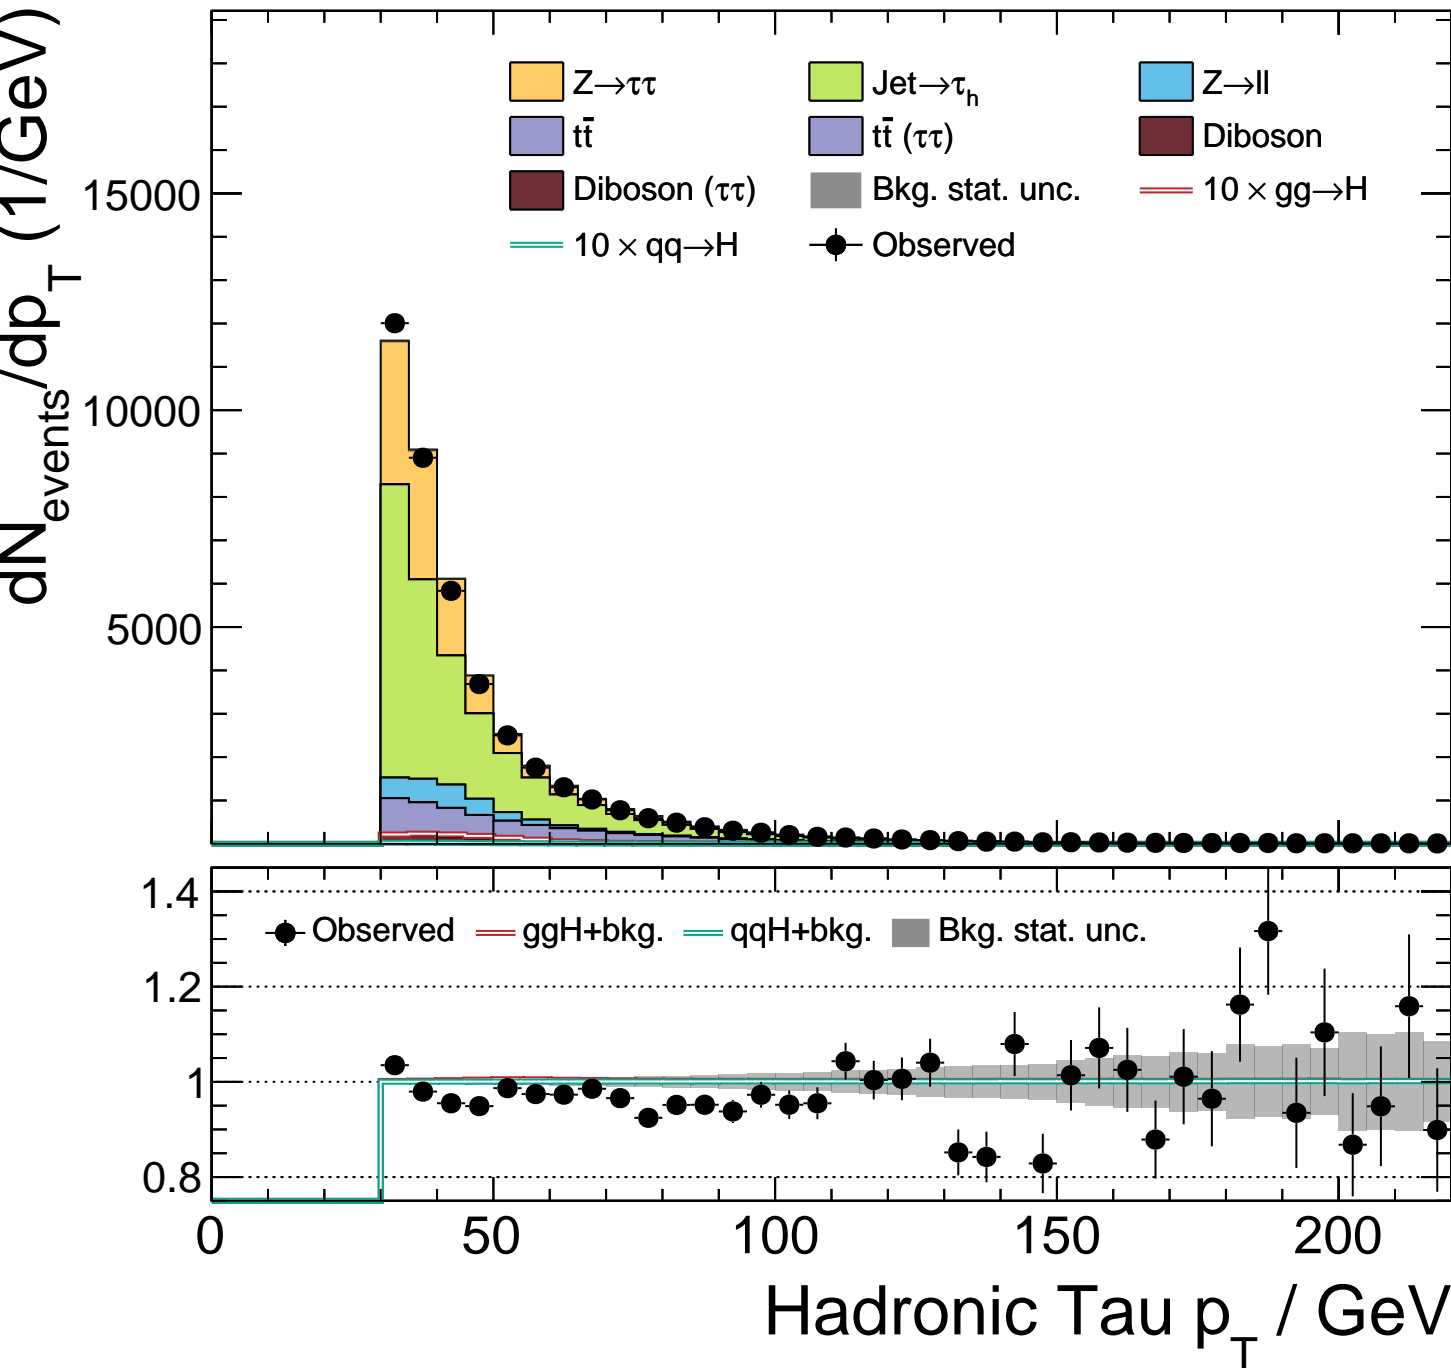 dN_events/dp_T (1/GeV)
Z→ττ Jet→τ_h Z→ll
tt̄ tt̄ (ττ) Diboson
Diboson (ττ) Bkg. stat. unc. 10 × gg→H
10 × qq→H Observed
15000
10000
5000
1.4
Observed ggH+bkg. qqH+bkg. Bkg. stat. unc.
1.2
1
0.8
0 50 100 150 200
Hadronic Tau p_T / GeV